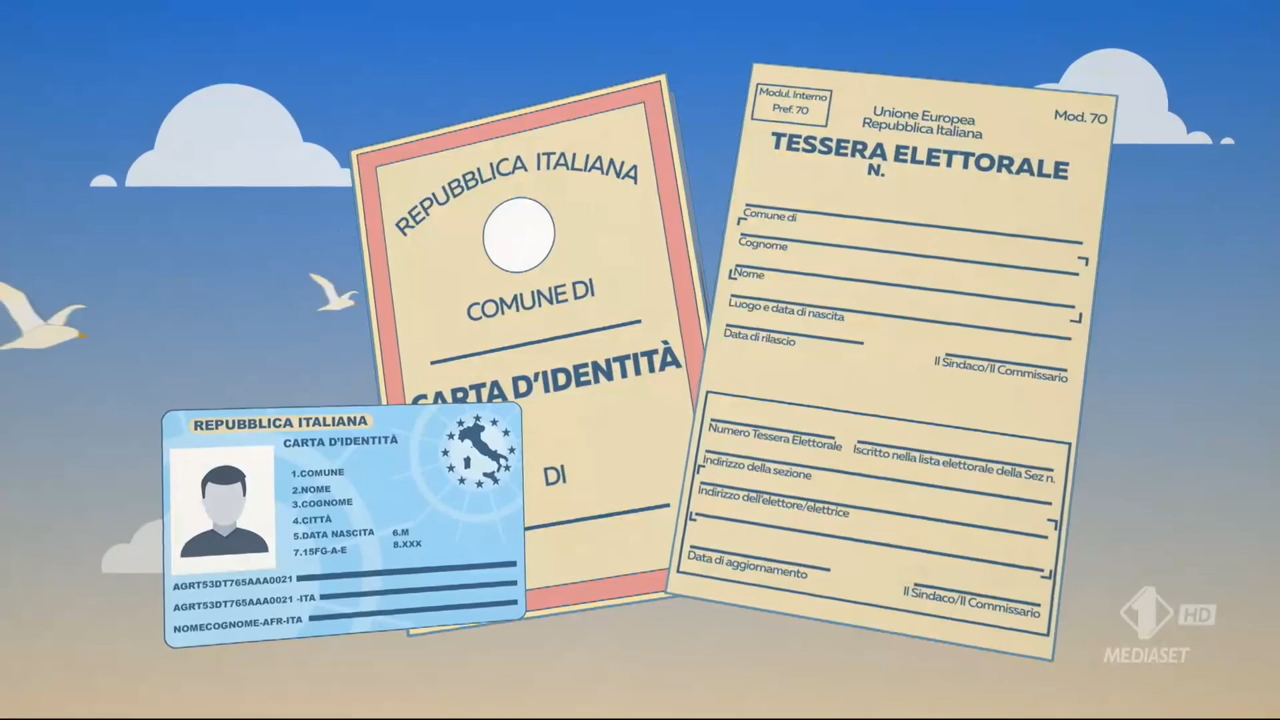 REPUBBLICA ITALIANA
COMUNE DI
CARTA D'IDENTITÀ
DI
REPUBBLICA ITALIANA
CARTA D'IDENTITÀ
1.COMUNE
2.NOME
3.COGNOME
4.CITTÀ
5.DATA NASCITA 6.M
7.15FG-A-E 8.XXX
AGRT53DT765AAA0021
AGRT53DT765AAA0021 -ITA
NOMECOGNOME-AFR-ITA
Modul. Interno
Pref. 70
Unione Europea
Repubblica Italiana
Mod. 70
TESSERA ELETTORALE
N.
Comune di
Cognome
Nome
Luogo e data di nascita
Data di rilascio
Il Sindaco/Il Commissario
Numero Tessera Elettorale Iscritto nella lista elettorale della Sez n.
Indirizzo della sezione
Indirizzo dell'elettore/elettrice
Data di aggiornamento
Il Sindaco/Il Commissario
1 HD
MEDIASET